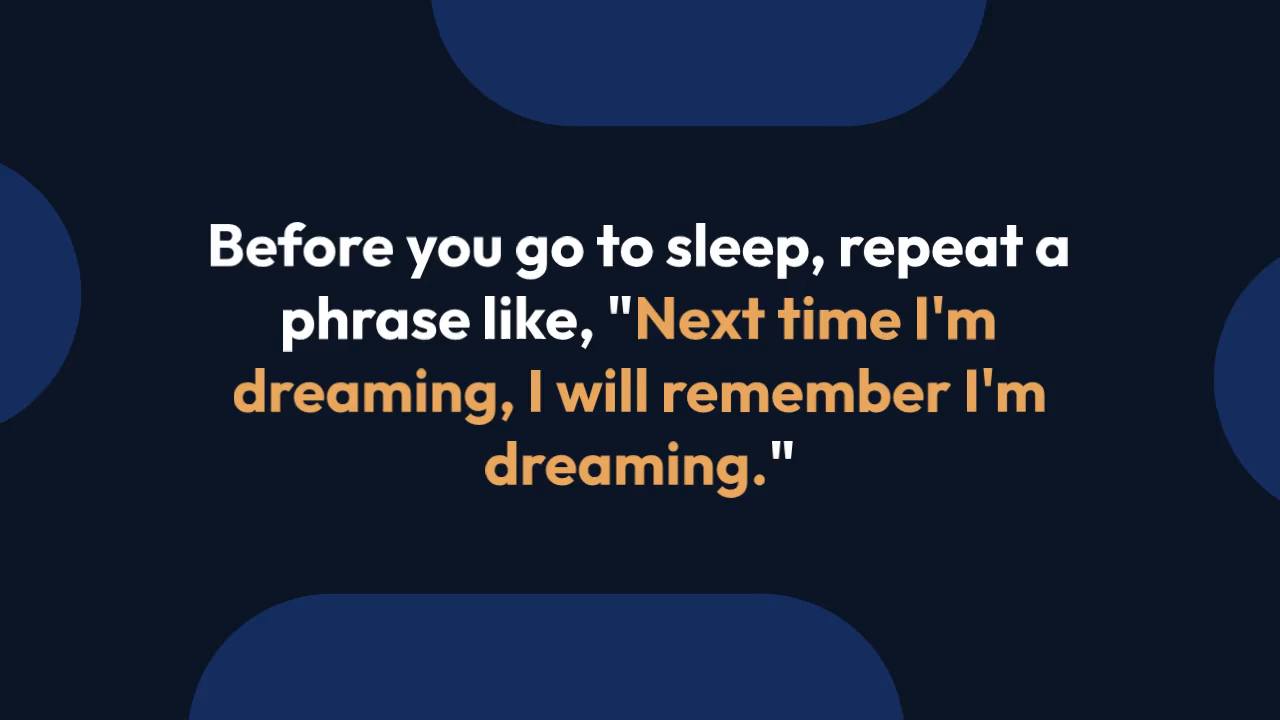 Before you go to sleep, repeat a
phrase like, "Next time I'm
dreaming, I will remember I'm
dreaming."